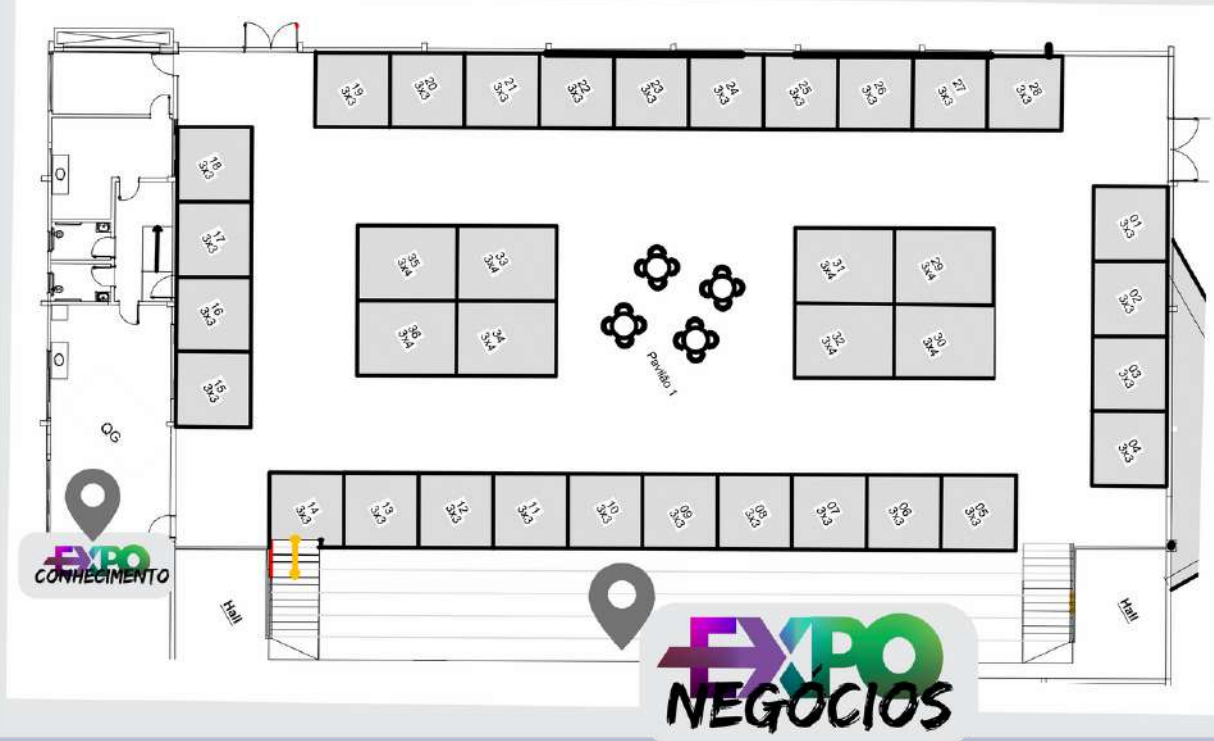 19
3x3
20
3x3
21
3x3
22
3x3
23
3x3
24
3x3
25
3x3
26
3x3
27
3x3
28
3x3
18
3x3
17
3x3
16
3x3
15
3x3
35
3x4
33
3x4
36
3x4
34
3x4
Pavilhão 1
31
3x4
29
3x4
32
3x4
30
3x4
01
3x3
02
3x3
03
3x3
04
3x3
QG
14
3x3
13
3x3
12
3x3
11
3x3
10
3x3
09
3x3
08
3x3
07
3x3
06
3x3
05
3x3
EXPO
CONHECIMENTO
Hall
Hall
EXPO
NEGÓCIOS